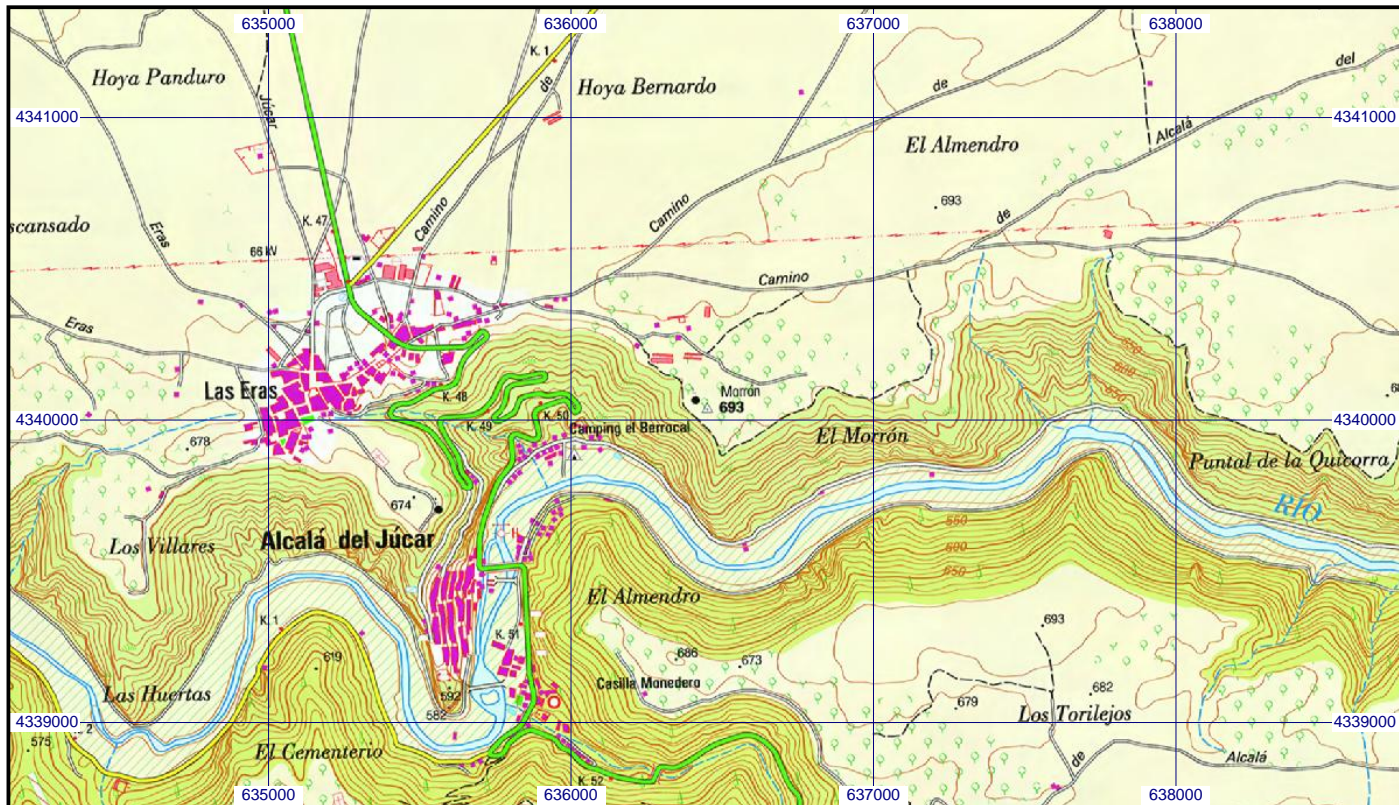 635000
636000
637000
638000
K. 1
de
del
Hoya Panduro
Hoya Bernardo
de
Júcar
4341000
4341000
Alcalá
El Almendro
693
K. 47
Camino
Camino
de
scansado
Eras
66 kV
Camino
Eras
Las Eras
K. 48
Morrón
693
4340000
4340000
K. 50
K. 49
Camping el Berrocal
El Morrón
678
Puntal de la Quicorra
674
RÍO
550
600
650
650
600
550
Alcalá del Júcar
Los Villares
El Almendro
K. 1
K. 51
693
619
686
673
Casilla Monedero
592
582
Las Huertas
679
682
Los Torilejos
4339000
4339000
2
575
El Cementerio
de
Alcalá
K. 52
635000
636000
637000
638000